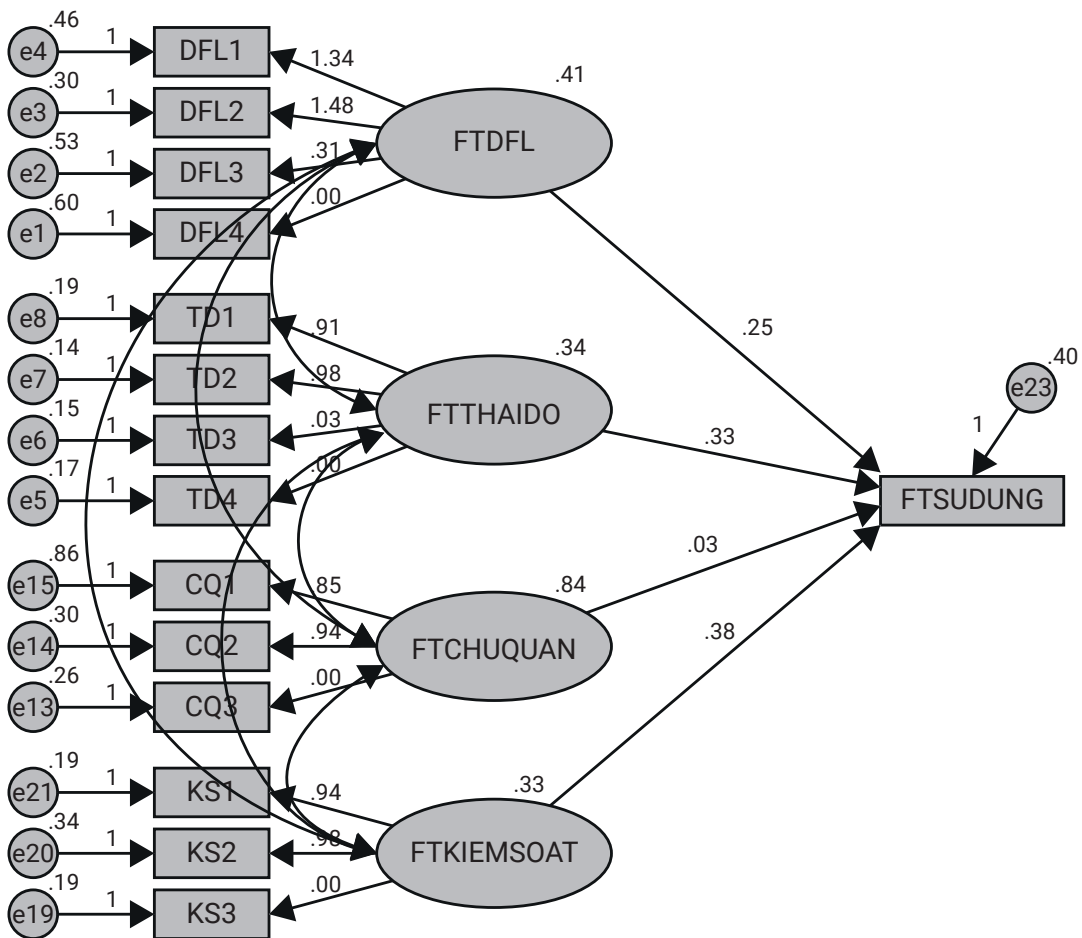 .46
e4 1 DFL1 1.34
.41
.30
e3 1 DFL2 1.48
FTDFL
.53
e2 1 DFL3 .31
.60
e1 1 DFL4 .00
.25
.19
e8 1 TD1 .91
.34
.14
e7 1 TD2 .98
FTTHAIDO
.15
e6 1 TD3 .03
.33
.17
e5 1 TD4 .00
.40
e23
1
FTSUDUNG
.86
e15 1 CQ1 .85
.84
.03
.30
e14 1 CQ2 .94
FTCHUQUAN
.26
e13 1 CQ3 .00
.38
.19
e21 1 KS1 .94
.33
.34
e20 1 KS2 .98
FTKIEMSOAT
.19
e19 1 KS3 .00